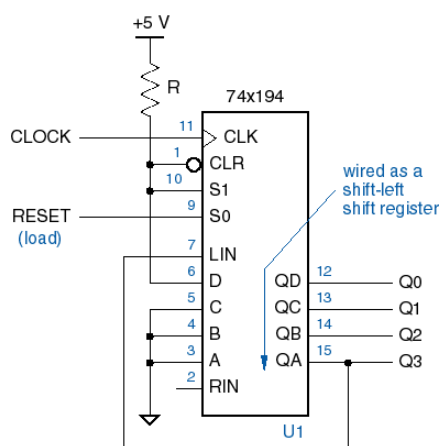 +5 V
R
74x194
CLOCK
11
CLK
1
CLR
10
S1
RESET
9
S0
(load)
7
LIN
6
D
QD
12
Q0
5
C
QC
13
Q1
4
B
QB
14
Q2
3
A
QA
15
Q3
2
RIN
wired as a
shift-left
shift register
U1